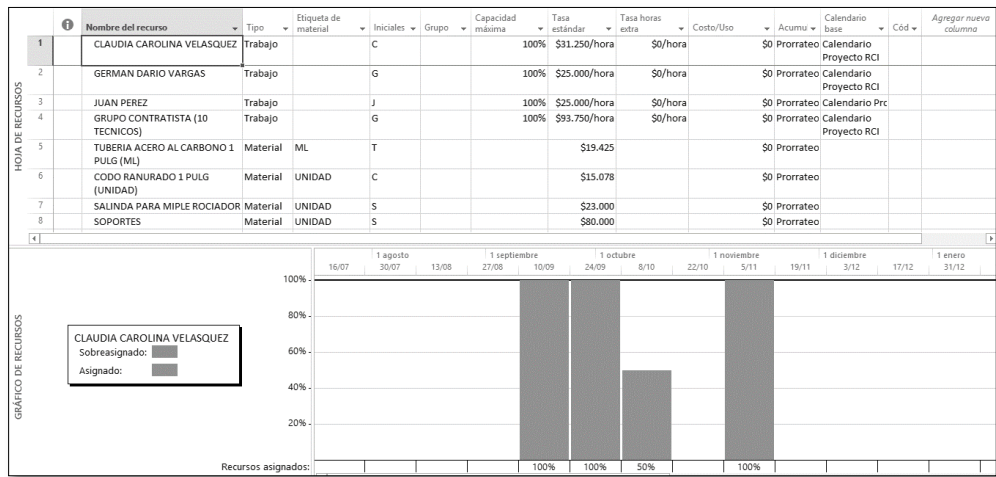 Nombre del recurso Tipo Etiqueta de material Iniciales Grupo Capacidad máxima Tasa estándar Tasa horas extra Costo/Uso Acumu Calendario base Cód Agregar nueva columna
HOJA DE RECURSOS
1 CLAUDIA CAROLINA VELASQUEZ Trabajo C 100% $31.250/hora $0/hora $0 Prorrateo Calendario Proyecto RCI
2 GERMAN DARIO VARGAS Trabajo G 100% $25.000/hora $0/hora $0 Prorrateo Calendario Proyecto RCI
3 JUAN PEREZ Trabajo J 100% $25.000/hora $0/hora $0 Prorrateo Calendario Prc
4 GRUPO CONTRATISTA (10 TECNICOS) Trabajo G 100% $93.750/hora $0/hora $0 Prorrateo Calendario Proyecto RCI
5 TUBERIA ACERO AL CARBONO 1 PULG (ML) Material ML T $19.425 $0 Prorrateo
6 CODO RANURADO 1 PULG (UNIDAD) Material UNIDAD C $15.078 $0 Prorrateo
7 SALINDA PARA MIPLE ROCIADOR Material UNIDAD S $23.000 $0 Prorrateo
8 SOPORTES Material UNIDAD S $80.000 $0 Prorrateo
GRÁFICO DE RECURSOS
1 agosto 1 septiembre 1 octubre 1 noviembre 1 diciembre 1 enero
16/07 30/07 13/08 27/08 10/09 24/09 8/10 22/10 5/11 19/11 3/12 17/12 31/12
100%
80%
60%
40%
20%
CLAUDIA CAROLINA VELASQUEZ
Sobreasignado:
Asignado:
Recursos asignados: 100% 100% 50% 100%